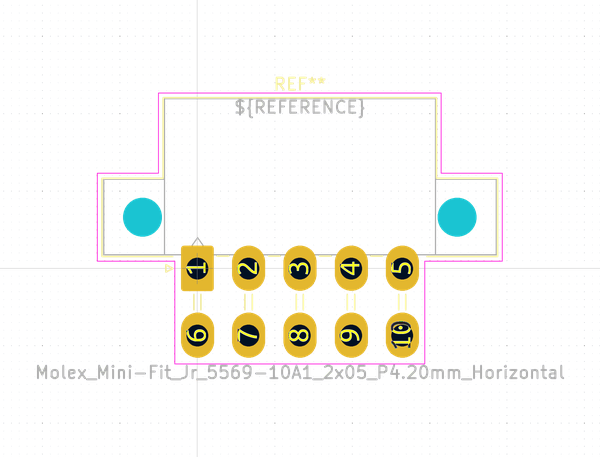 REF**
${REFERENCE}
1 2 3 4 5
6 7 8 9 10
Molex_Mini-Fit_Jr_5569-10A1_2x05_P4.20mm_Horizontal